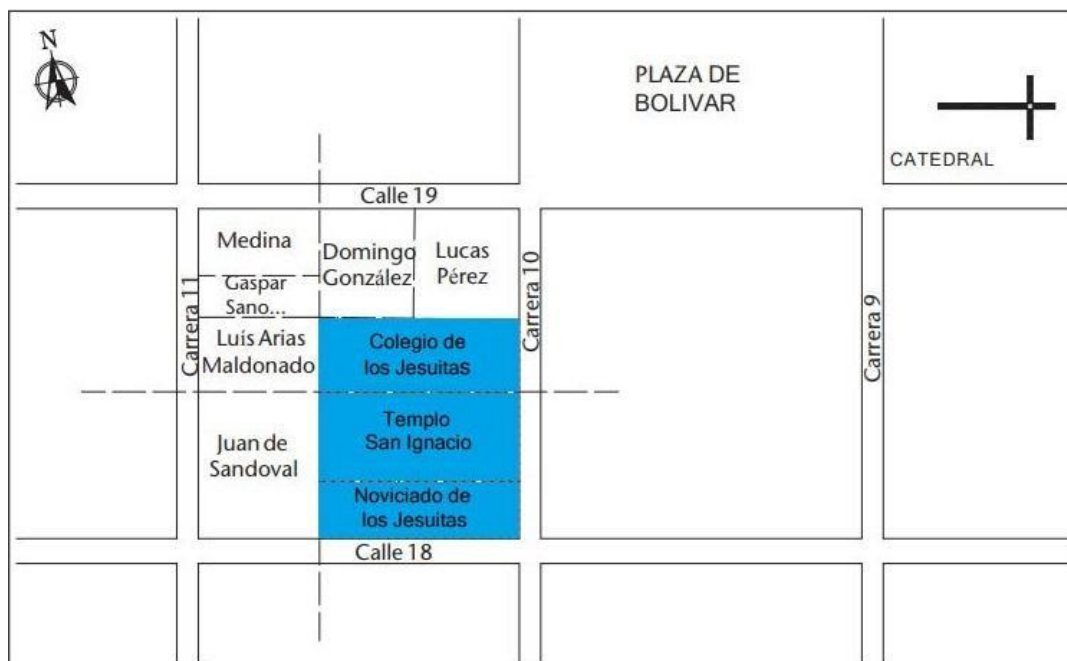 N
PLAZA DE
BOLIVAR
CATEDRAL
Calle 19
Medina
Domingo
González
Lucas
Pérez
Gaspar
Sano...
Carrera 11
Carrera 10
Carrera 9
Luís Arias
Maldonado
Colegio de
los Jesuitas
Templo
San Ignacio
Juan de
Sandoval
Noviciado de
los Jesuitas
Calle 18